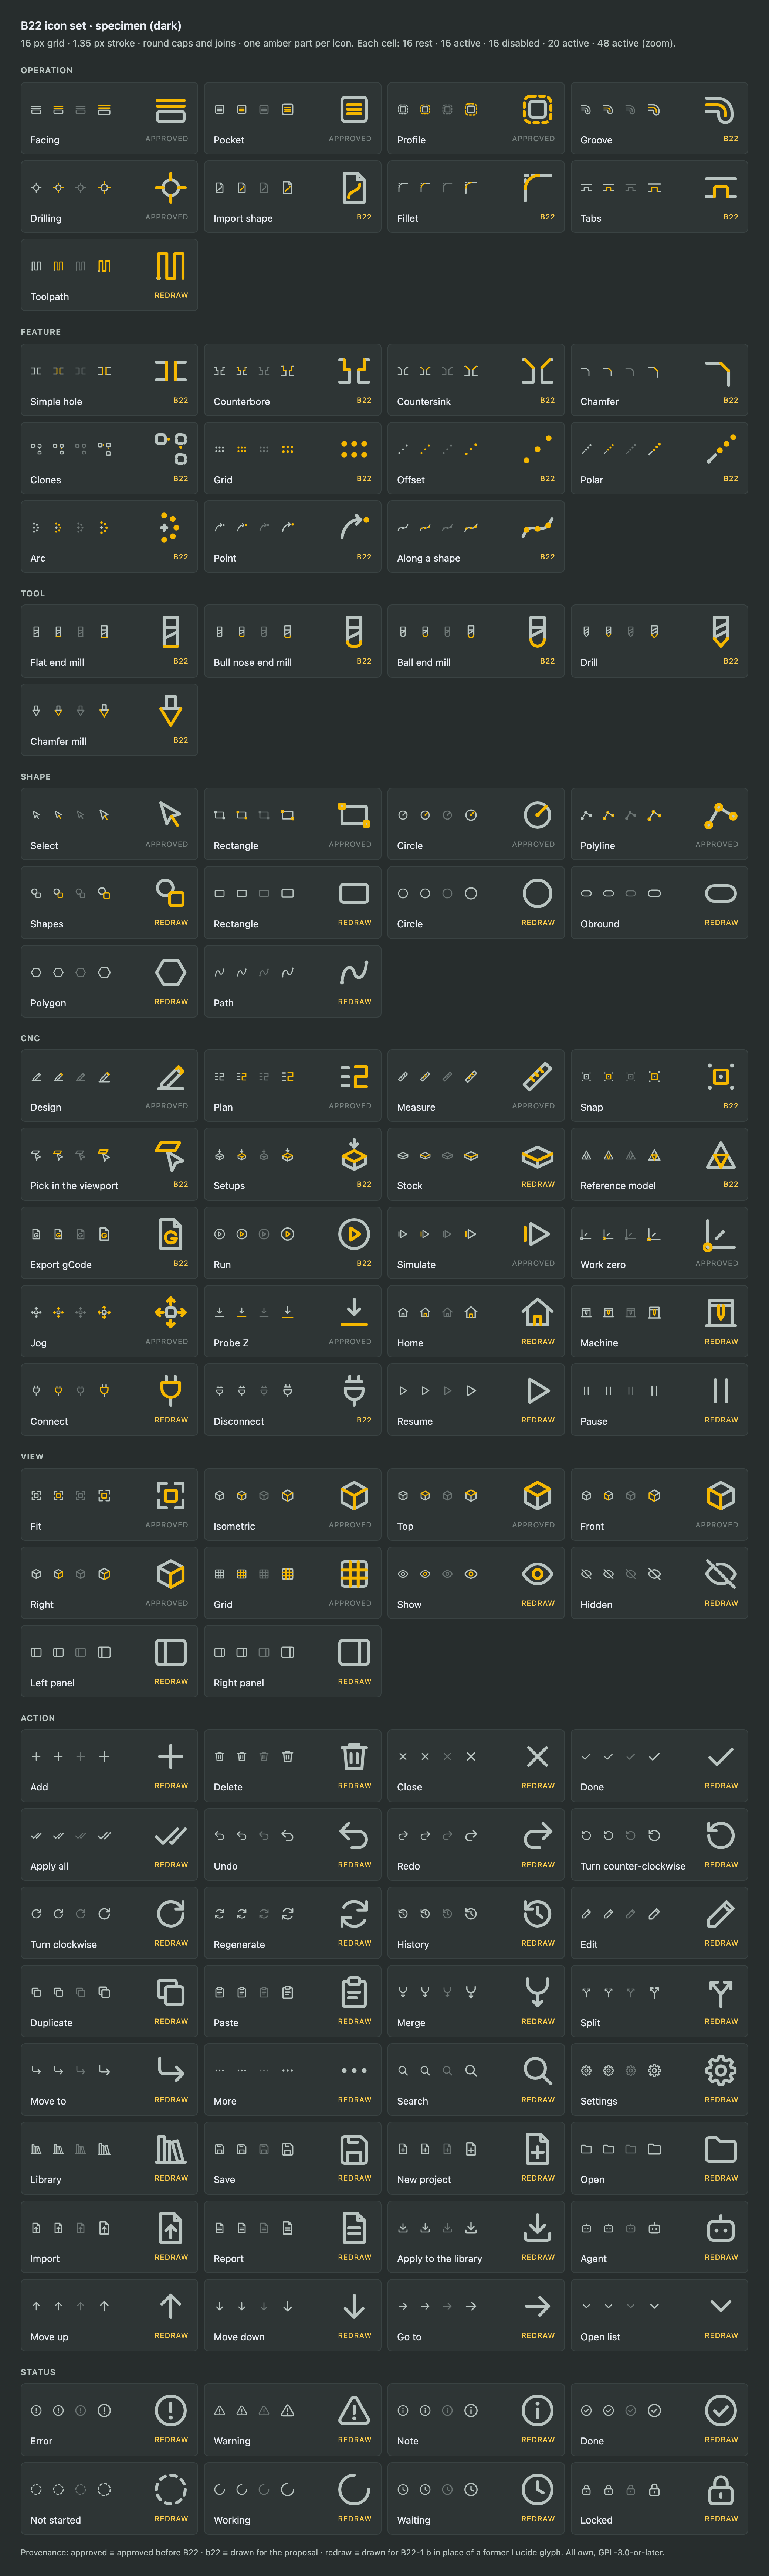 B22 icon set · specimen (dark)
16 px grid · 1.35 px stroke · round caps and joins · one amber part per icon. Each cell: 16 rest · 16 active · 16 disabled · 20 active · 48 active (zoom).
OPERATION
Facing APPROVED
Pocket APPROVED
Profile APPROVED
Groove B22
Drilling APPROVED
Import shape B22
Fillet B22
Tabs B22
Toolpath REDRAW
FEATURE
Simple hole B22
Counterbore B22
Countersink B22
Chamfer B22
Clones B22
Grid B22
Offset B22
Polar B22
Arc B22
Point B22
Along a shape B22
TOOL
Flat end mill B22
Bull nose end mill B22
Ball end mill B22
Drill B22
Chamfer mill B22
SHAPE
Select APPROVED
Rectangle APPROVED
Circle APPROVED
Polyline APPROVED
Shapes REDRAW
Rectangle REDRAW
Circle REDRAW
Obround REDRAW
Polygon REDRAW
Path REDRAW
CNC
Design APPROVED
Plan APPROVED
Measure APPROVED
Snap B22
Pick in the viewport B22
Setups B22
Stock REDRAW
Reference model B22
G
Export gCode B22
Run B22
Simulate APPROVED
Work zero APPROVED
Jog APPROVED
Probe Z APPROVED
Home REDRAW
Machine REDRAW
Connect REDRAW
Disconnect B22
Resume REDRAW
Pause REDRAW
VIEW
Fit APPROVED
Isometric APPROVED
Top APPROVED
Front APPROVED
Right APPROVED
Grid APPROVED
Show REDRAW
Hidden REDRAW
Left panel REDRAW
Right panel REDRAW
ACTION
Add REDRAW
Delete REDRAW
Close REDRAW
Done REDRAW
Apply all REDRAW
Undo REDRAW
Redo REDRAW
Turn counter-clockwise REDRAW
Turn clockwise REDRAW
Regenerate REDRAW
History REDRAW
Edit REDRAW
Duplicate REDRAW
Paste REDRAW
Merge REDRAW
Split REDRAW
Move to REDRAW
More REDRAW
Search REDRAW
Settings REDRAW
Library REDRAW
Save REDRAW
New project REDRAW
Open REDRAW
Import REDRAW
Report REDRAW
Apply to the library REDRAW
Agent REDRAW
Move up REDRAW
Move down REDRAW
Go to REDRAW
Open list REDRAW
STATUS
Error REDRAW
Warning REDRAW
Note REDRAW
Done REDRAW
Not started REDRAW
Working REDRAW
Waiting REDRAW
Locked REDRAW
Provenance: approved = approved before B22 · b22 = drawn for the proposal · redraw = drawn for B22-1 b in place of a former Lucide glyph. All own, GPL-3.0-or-later.